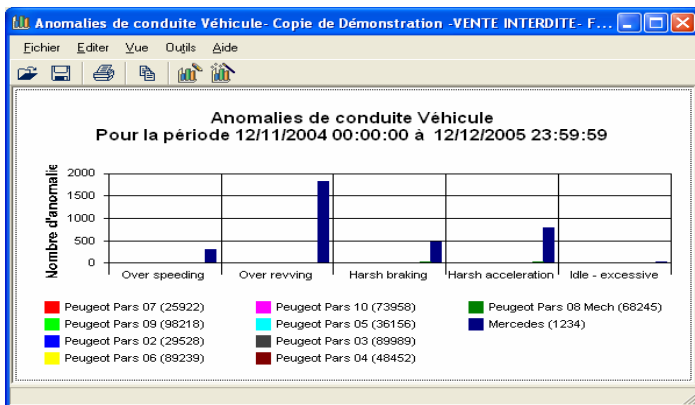 Anomalies de conduite Véhicule- Copie de Démonstration -VENTE INTERDITE- F...
Fichier Editer Vue Outils Aide
Anomalies de conduite Véhicule
Pour la période 12/11/2004 00:00:00 à 12/12/2005 23:59:59
Nombre d'anomalie
2000
1500
1000
500
0
Over speeding Over revving Harsh braking Harsh acceleration Idle - excessive
Peugeot Pars 07 (25922) Peugeot Pars 10 (73958) Peugeot Pars 08 Mech (68245)
Peugeot Pars 09 (98218) Peugeot Pars 05 (36156) Mercedes (1234)
Peugeot Pars 02 (29528) Peugeot Pars 03 (89989)
Peugeot Pars 06 (89239) Peugeot Pars 04 (48452)